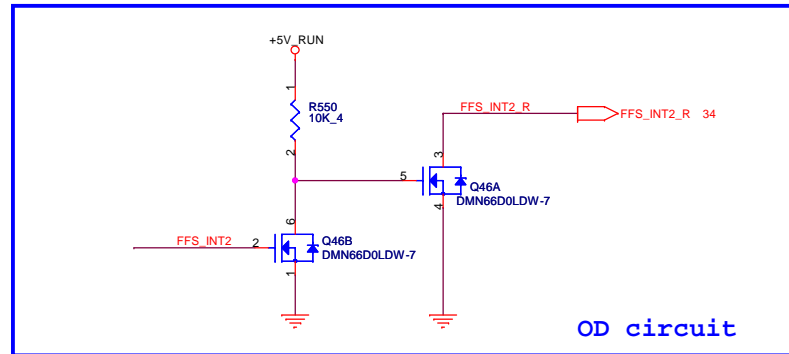 +5V_RUN
1
R550
10K_4
2
FFS_INT2_R
FFS_INT2_R 34
3
5
Q46A
DMN66D0LDW-7
4
6
FFS_INT2
2
Q46B
DMN66D0LDW-7
1
OD circuit